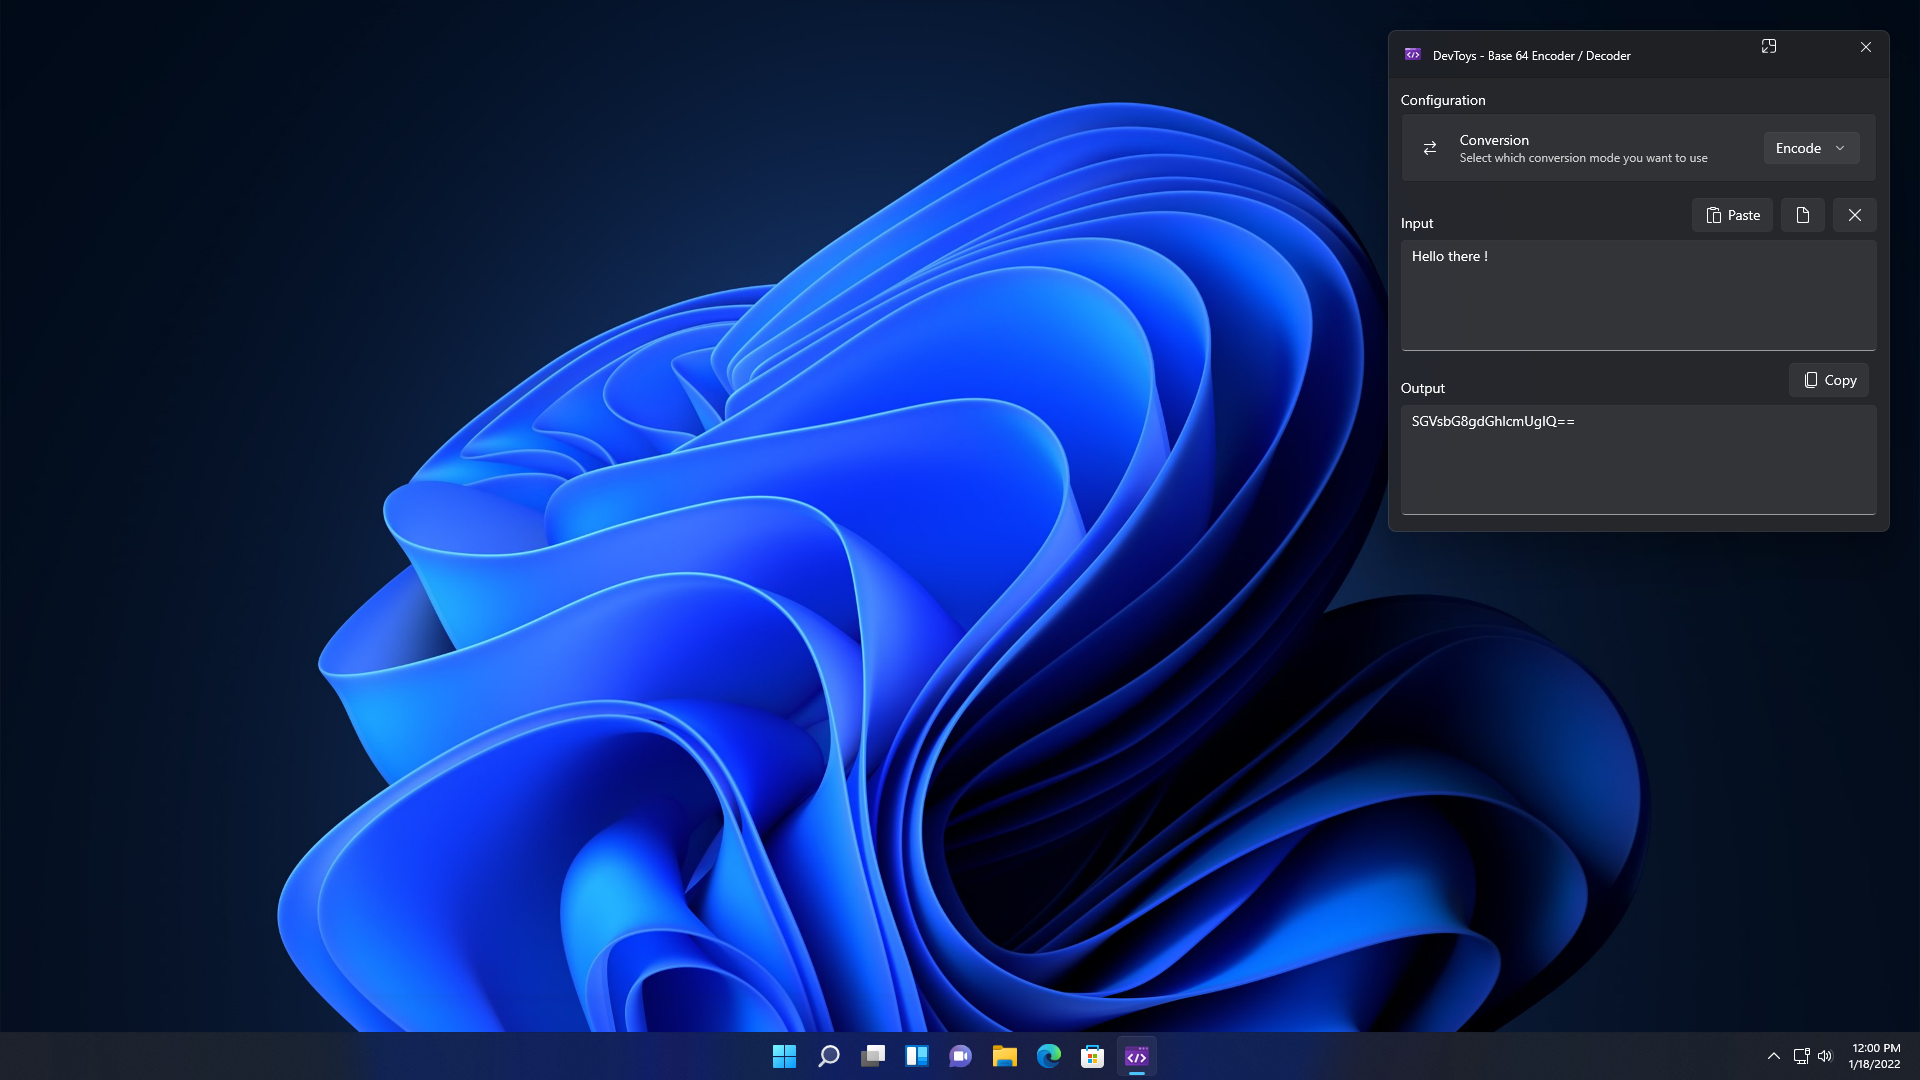 DevToys - Base 64 Encoder / Decoder
Configuration
Conversion
Select which conversion mode you want to use
Encode
Input
Paste
Hello there !
Output
Copy
SGVsbG8gdGhlcmUgIQ==
12:00 PM
1/18/2022